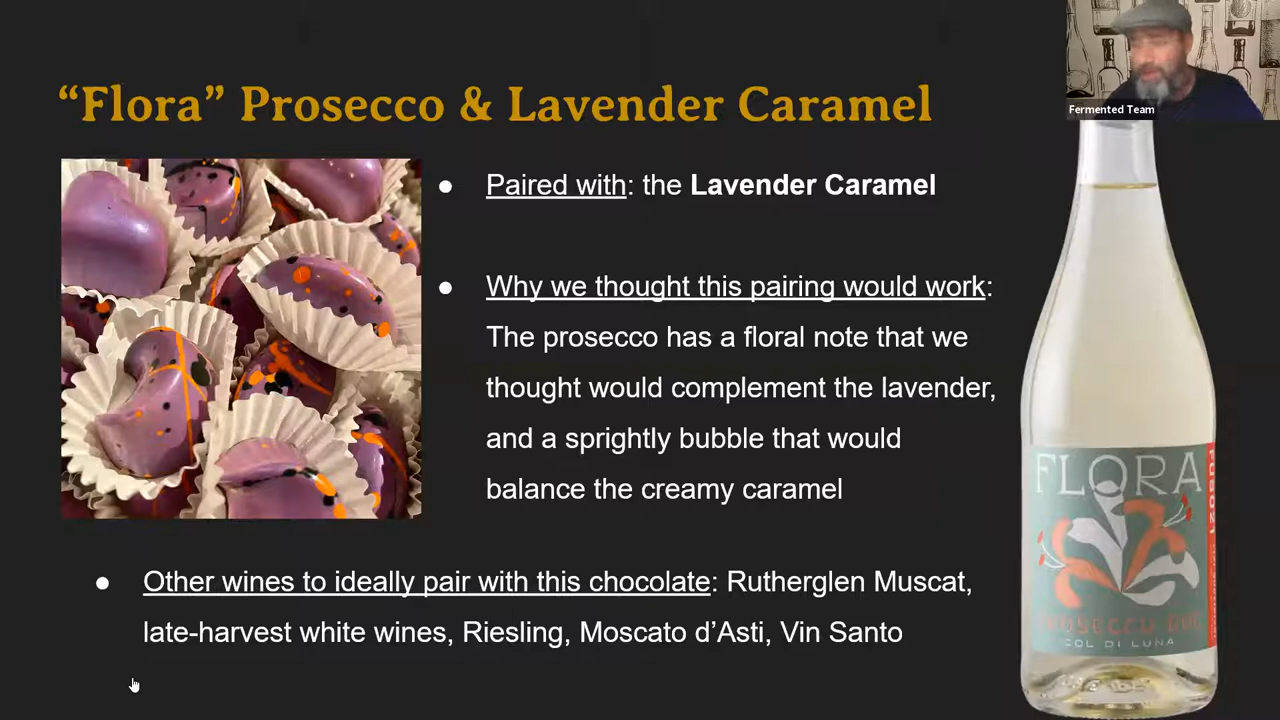 “Flora” Prosecco & Lavender Caramel
Fermented Team
● Paired with: the Lavender Caramel
● Why we thought this pairing would work:
The prosecco has a floral note that we
thought would complement the lavender,
and a sprightly bubble that would
balance the creamy caramel
● Other wines to ideally pair with this chocolate: Rutherglen Muscat,
late-harvest white wines, Riesling, Moscato d’Asti, Vin Santo
FLORA
PROSECCO DOC
COL DI LUNA